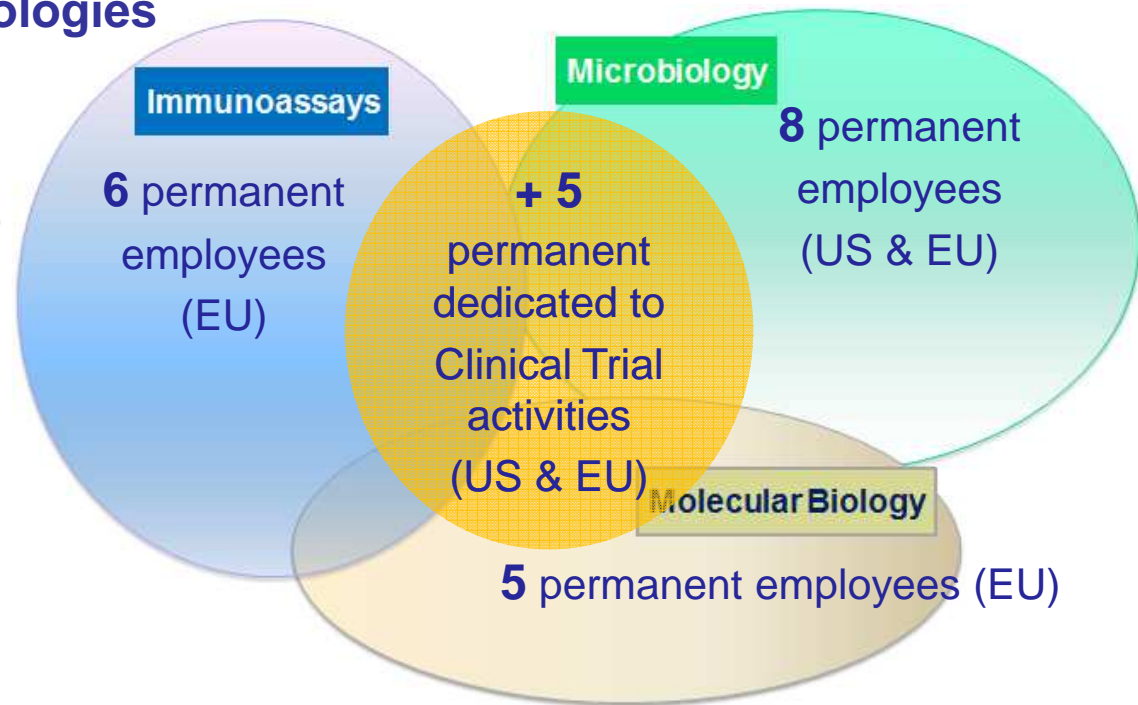 ologies
Immunoassays
6 permanent
employees
(EU)
Microbiology
8 permanent
employees
(US & EU)
+ 5
permanent
dedicated to
Clinical Trial
activities
(US & EU)
Molecular Biology
5 permanent employees (EU)